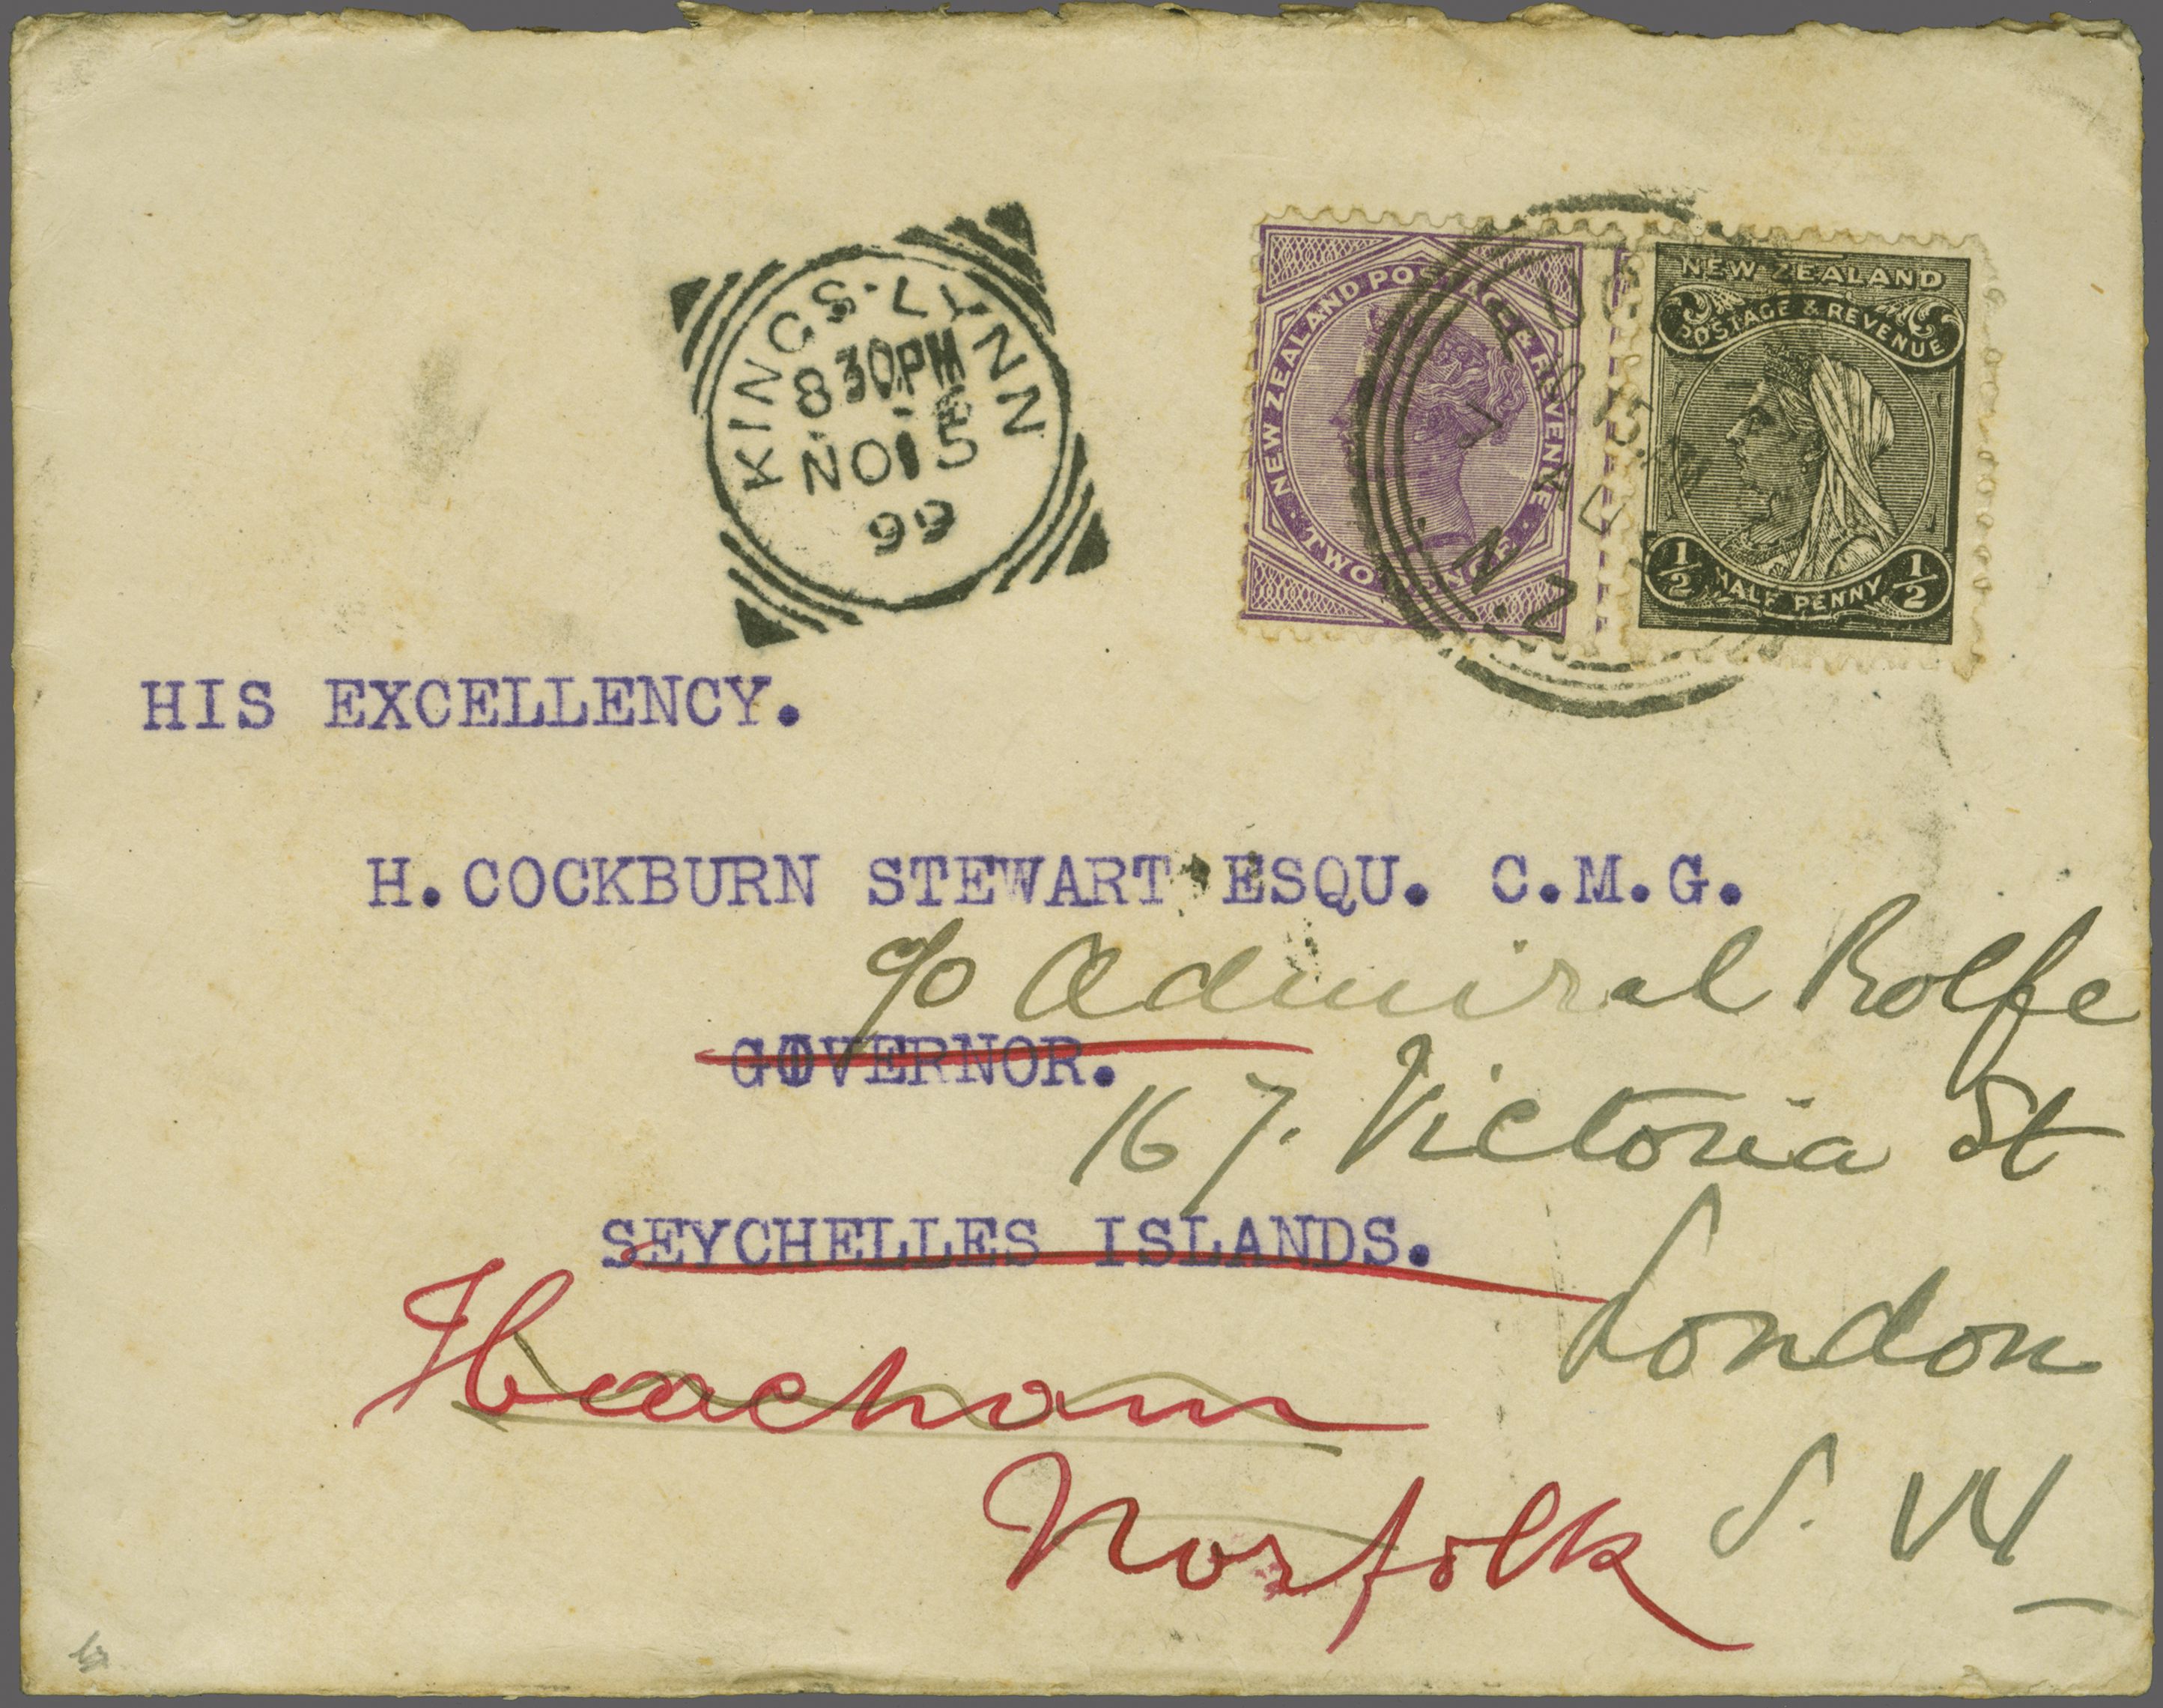 KINGS·LYNN
8 30PM
NO 15
99
NEW ZEALAND POSTAGE & REVENUE
TWO PENCE
NEW ZEALAND
POSTAGE & REVENUE
1/2 HALF PENNY 1/2
N.Z
HIS EXCELLENCY.
H. COCKBURN STEWART ESQU. C.M.G.
c/o Admiral Rolfe
GOVERNOR.
167. Victoria St
SEYCHELLES ISLANDS.
London
Heacham
S. W
Norfolk